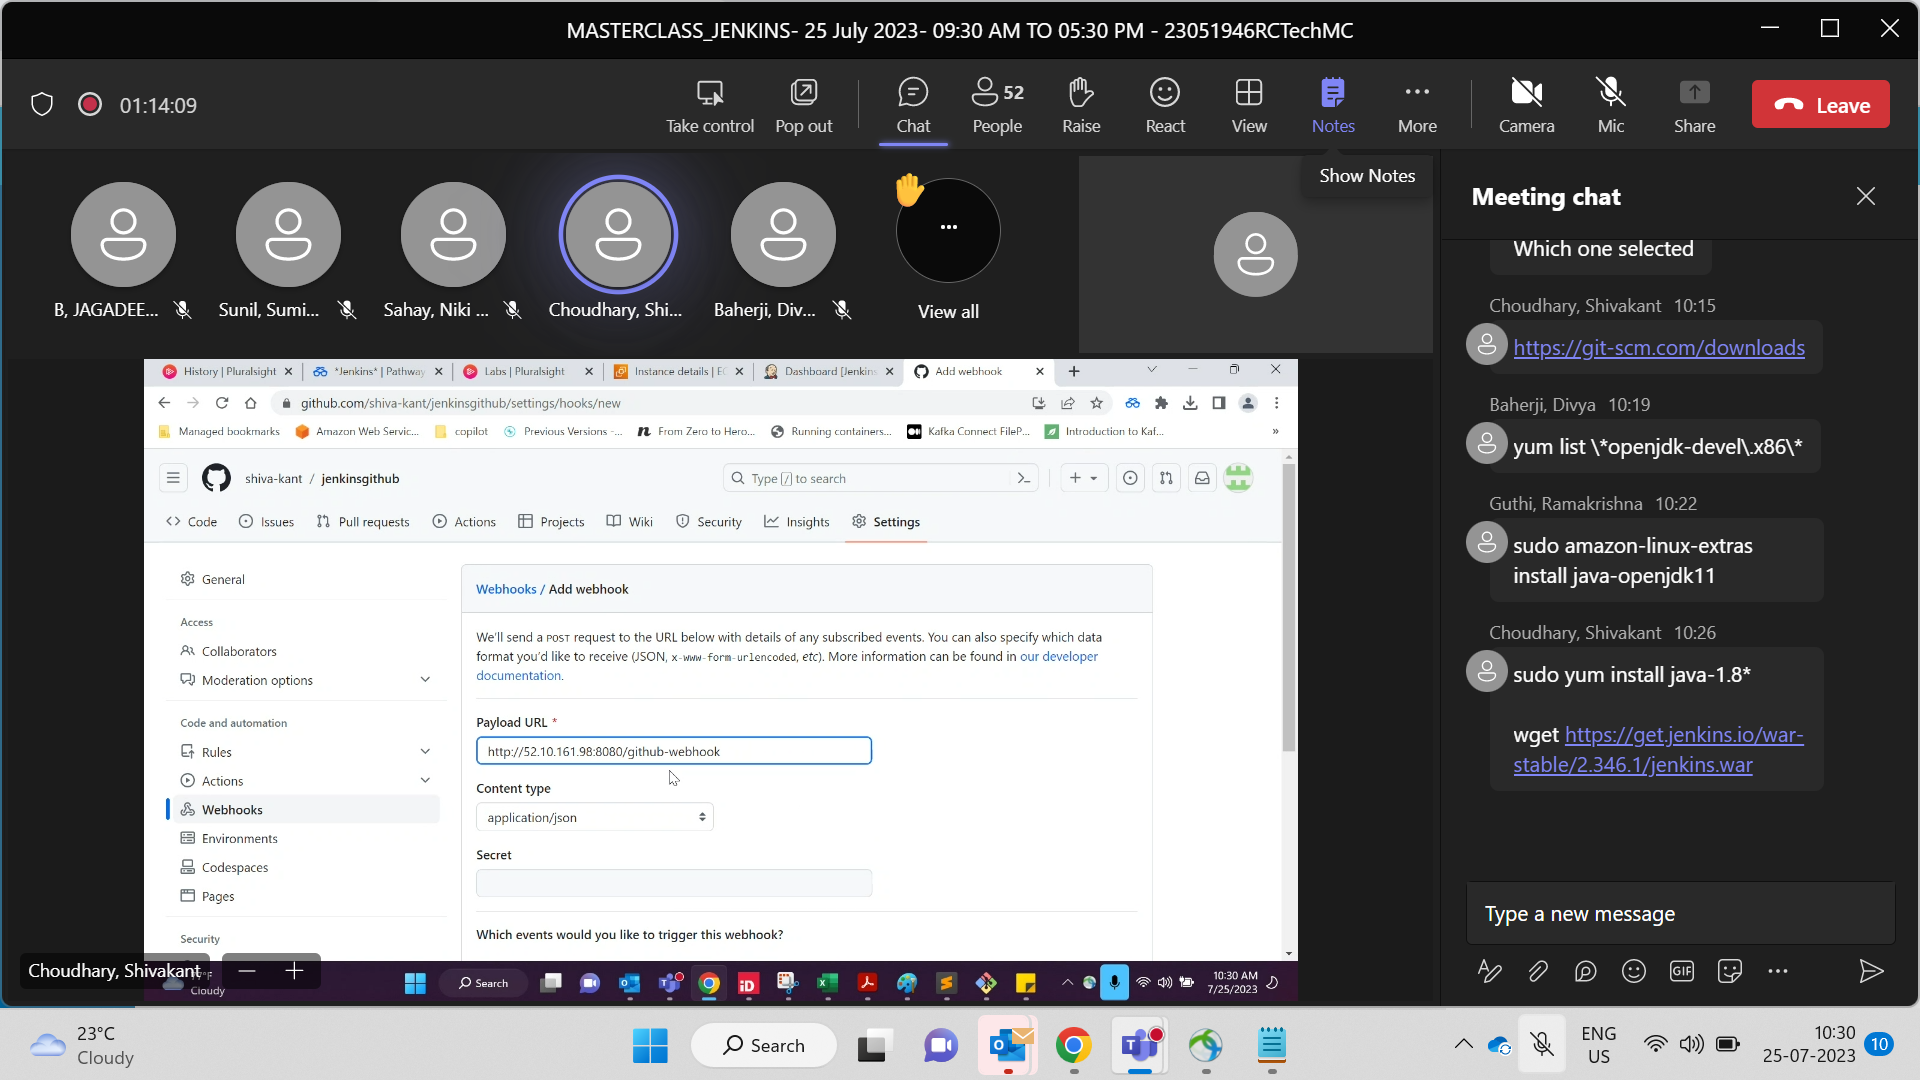 MASTERCLASS_JENKINS- 25 July 2023- 09:30 AM TO 05:30 PM - 23051946RCTechMC
01:14:09
Take control
Pop out
Chat
52
People
Raise
React
View
Notes
More
Camera
Mic
Share
Leave
Show Notes
B, JAGADEE...
Sunil, Sumi...
Sahay, Niki ...
Choudhary, Shi...
Baherji, Div...
View all
Meeting chat
Which one selected
Choudhary, Shivakant 10:15
https://git-scm.com/downloads
Baherji, Divya 10:19
yum list \*openjdk-devel\.x86\*
Guthi, Ramakrishna 10:22
sudo amazon-linux-extras
install java-openjdk11
Choudhary, Shivakant 10:26
sudo yum install java-1.8*
wget https://get.jenkins.io/war-
stable/2.346.1/jenkins.war
Type a new message
GIF
History | Pluralsight
*Jenkins* | Pathway
Labs | Pluralsight
Instance details | EC
Dashboard [Jenkins
Add webhook
github.com/shiva-kant/jenkinsgithub/settings/hooks/new
Managed bookmarks
Amazon Web Servic...
copilot
Previous Versions -...
From Zero to Hero...
Running containers...
Kafka Connect FileP...
Introduction to Kaf...
»
shiva-kant / jenkinsgithub
Type / to search
Code
Issues
Pull requests
Actions
Projects
Wiki
Security
Insights
Settings
General
Access
Collaborators
Moderation options
Code and automation
Rules
Actions
Webhooks
Environments
Codespaces
Pages
Security
Webhooks / Add webhook
We'll send a POST request to the URL below with details of any subscribed events. You can also specify which data
format you'd like to receive (JSON, x-www-form-urlencoded, etc). More information can be found in our developer
documentation.
Payload URL *
http://52.10.161.98:8080/github-webhook
Content type
application/json
Secret
Which events would you like to trigger this webhook?
Choudhary, Shivakant
Cloudy
Search
10:30 AM
7/25/2023
23°C
Cloudy
Search
ENG
US
10:30
25-07-2023
10